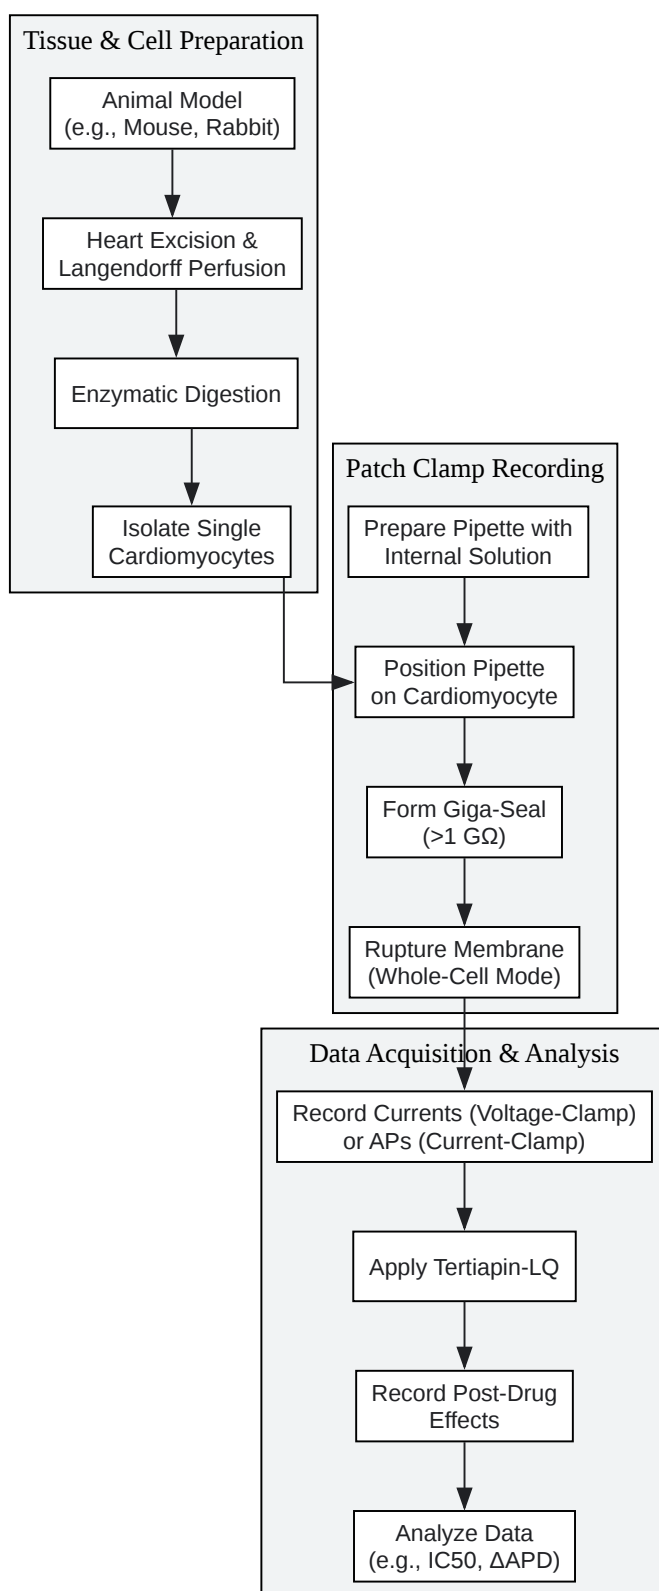 Tissue & Cell Preparation
Animal Model
(e.g., Mouse, Rabbit)
Heart Excision &
Langendorff Perfusion
Enzymatic Digestion
Isolate Single
Cardiomyocytes
Patch Clamp Recording
Prepare Pipette with
Internal Solution
Position Pipette
on Cardiomyocyte
Form Giga-Seal
(>1 GΩ)
Rupture Membrane
(Whole-Cell Mode)
Data Acquisition & Analysis
Record Currents (Voltage-Clamp)
or APs (Current-Clamp)
Apply Tertiapin-LQ
Record Post-Drug
Effects
Analyze Data
(e.g., IC50, ΔAPD)